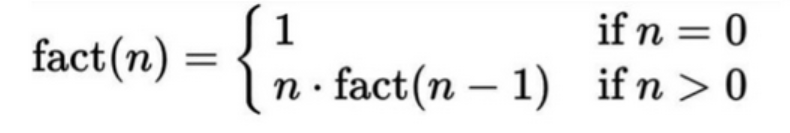 fact(n) = { 1 if n = 0
n · fact(n − 1) if n > 0